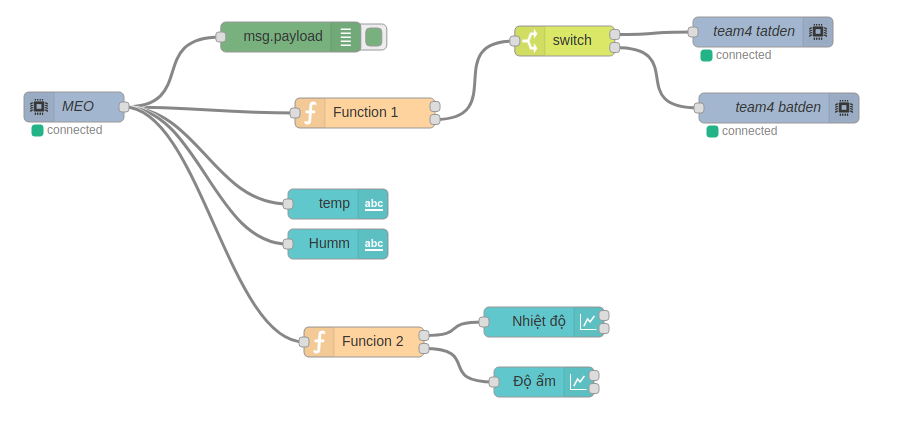 msg.payload
switch
team4 tatden
connected
MEO
connected
Function 1
team4 batden
connected
temp
abc
Humm
abc
Nhiệt độ
Funcion 2
Độ ẩm